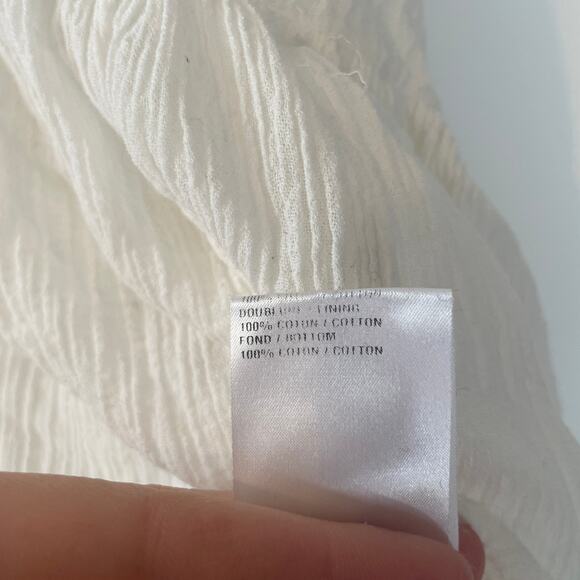 DOUBLURE / LINING
100% COTON / COTTON
FOND / BOTTOM
100% COTON / COTTON